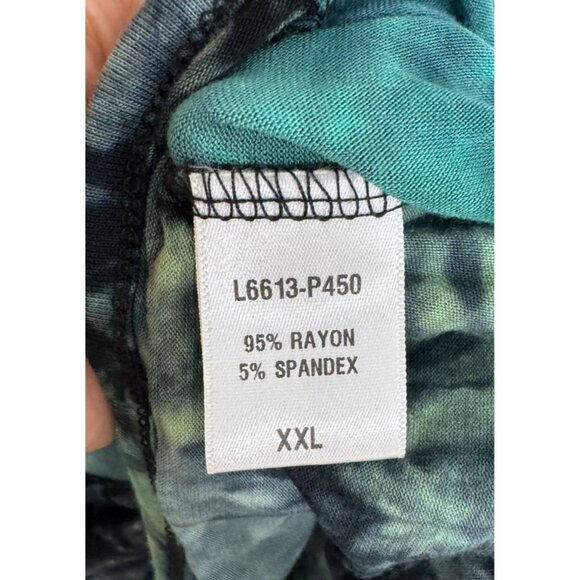 L6613-P450
95% RAYON
5% SPANDEX
XXL